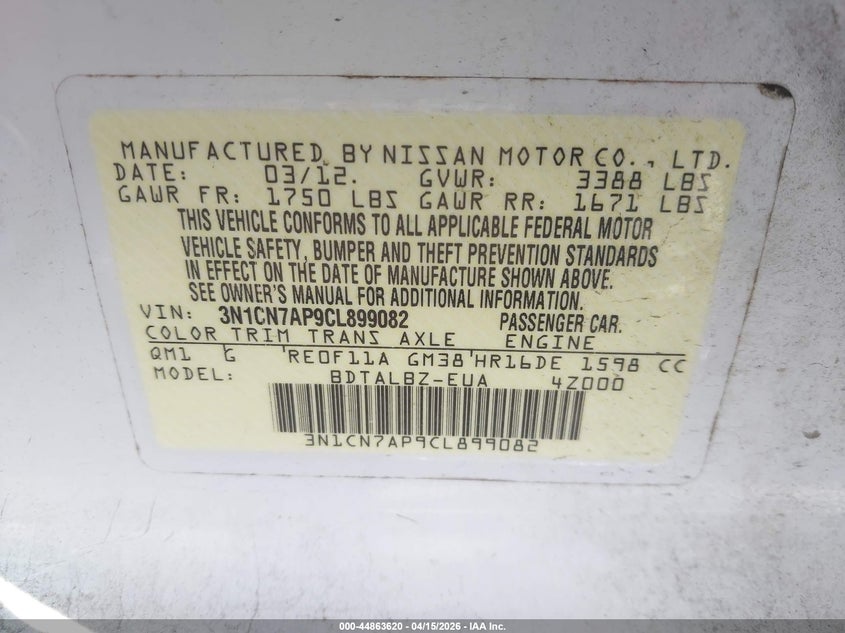 MANUFACTURED BY NISSAN MOTOR CO., LTD.
DATE: 03/12. GVWR: 3388 LBS
GAWR FR: 1750 LBS GAWR RR: 1671 LBS
THIS VEHICLE CONFORMS TO ALL APPLICABLE FEDERAL MOTOR
VEHICLE SAFETY, BUMPER AND THEFT PREVENTION STANDARDS
IN EFFECT ON THE DATE OF MANUFACTURE SHOWN ABOVE.
SEE OWNER'S MANUAL FOR ADDITIONAL INFORMATION.
VIN: 3N1CN7AP9CL899082 PASSENGER CAR.
COLOR TRIM TRANS AXLE ENGINE
QM1 G RE0F11A GM38 HR16DE 1598 CC
MODEL: BDTALBZ-EUA 4Z000
3N1CN7AP9CL899082
000-44863620 - 04/15/2026 - IAA Inc.